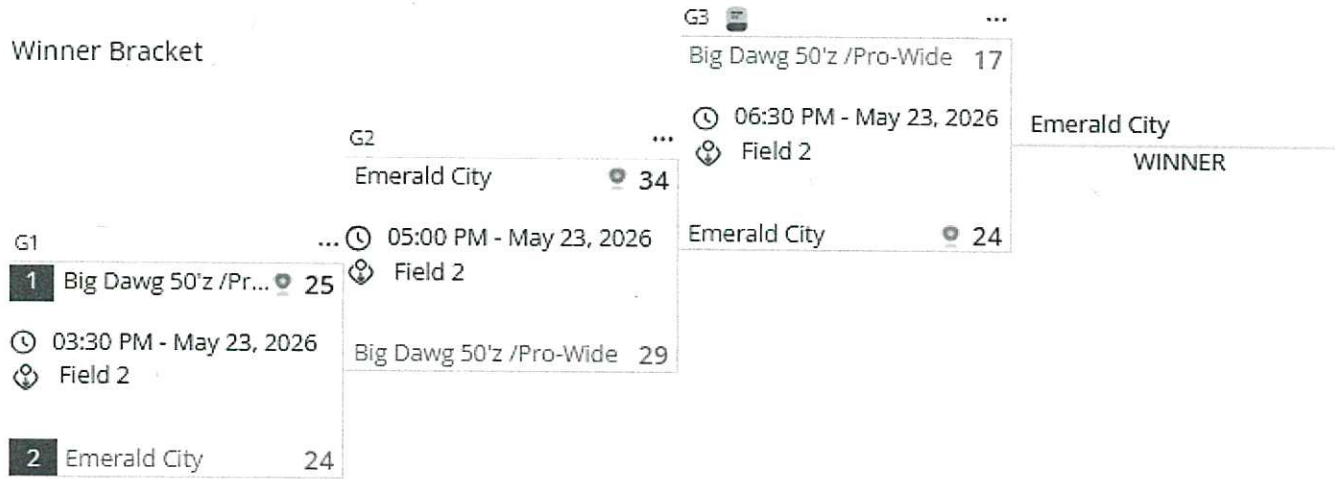 Winner Bracket
G1 ...
1 Big Dawg 50'z /Pr... 25
03:30 PM - May 23, 2026
Field 2
2 Emerald City 24
G2 ...
Emerald City 34
05:00 PM - May 23, 2026
Field 2
Big Dawg 50'z /Pro-Wide 29
G3 ...
Big Dawg 50'z /Pro-Wide 17
06:30 PM - May 23, 2026
Field 2
Emerald City 24
Emerald City
WINNER